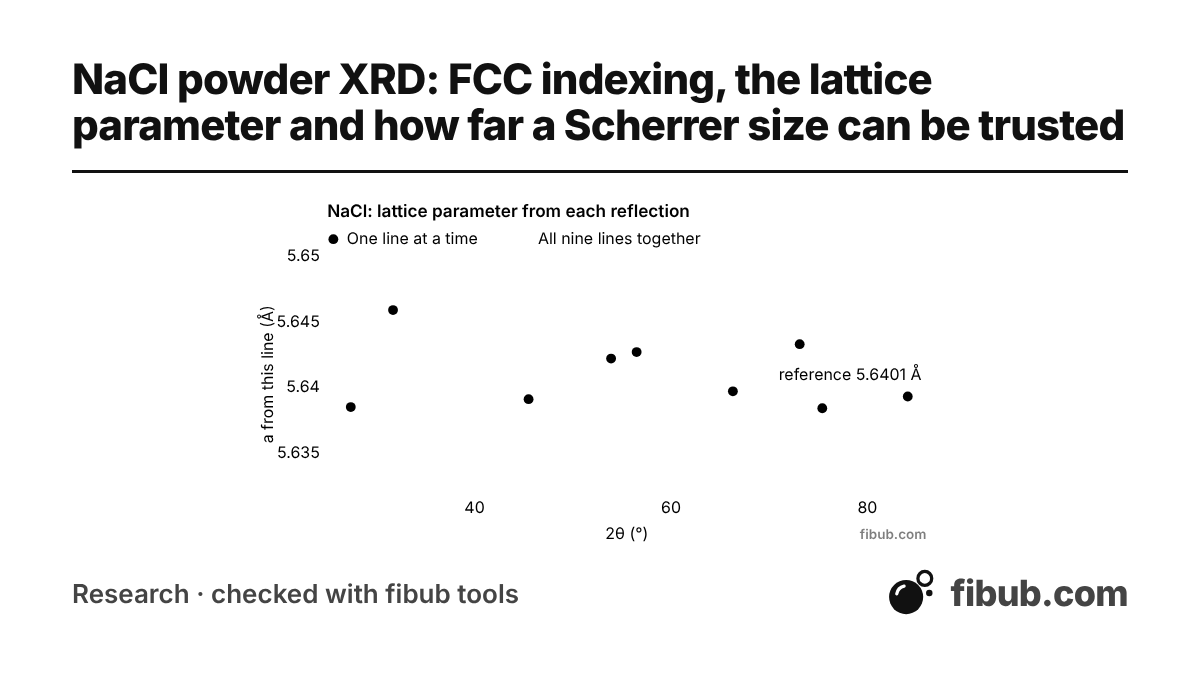 NaCl powder XRD: FCC indexing, the lattice
parameter and how far a Scherrer size can be trusted
NaCl: lattice parameter from each reflection
One line at a time
All nine lines together
5.65
5.645
5.64
5.635
a from this line (Å)
reference 5.6401 Å
40
60
80
2θ (°)
fibub.com
Research · checked with fibub tools
fibub.com